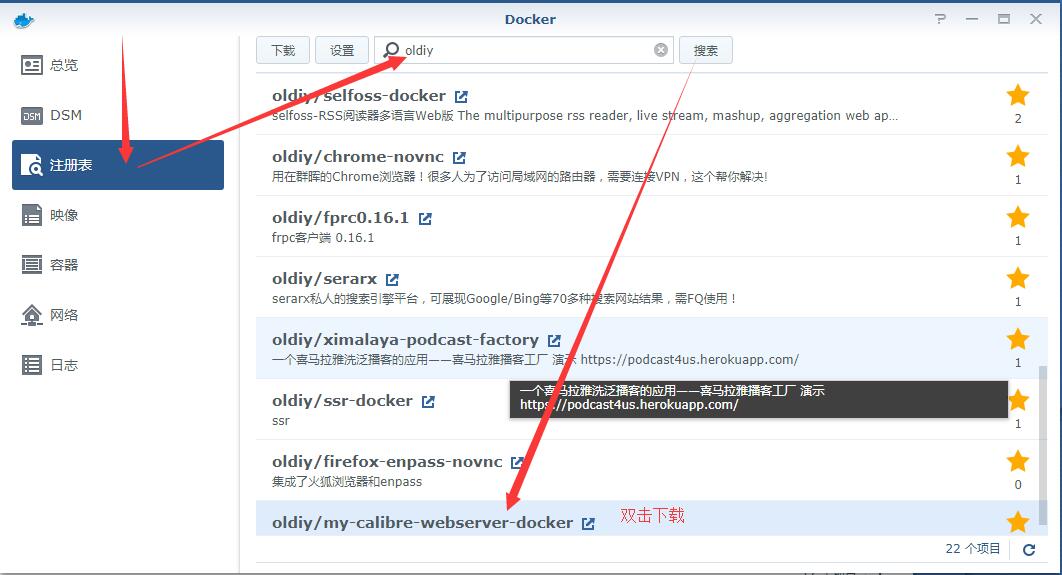 Docker
总览
DSM
DSM
注册表
映像
容器
网络
日志
下载
设置
oldiy
搜索
oldiy/selfoss-docker
selfoss-RSS阅读器多语言Web版 The multipurpose rss reader, live stream, mashup, aggregation web ap...
2
oldiy/chrome-novnc
用在群晖的Chrome浏览器！很多人为了访问局域网的路由器，需要连接VPN，这个帮你解决!
1
oldiy/fprc0.16.1
frpc客户端 0.16.1
1
oldiy/serarx
serarx私人的搜索引擎平台，可展现Google/Bing等70多种搜索网站结果，需FQ使用！
1
oldiy/ximalaya-podcast-factory
一个喜马拉雅洗泛播客的应用——喜马拉雅播客工厂 演示 https://podcast4us.herokuapp.com/
1
一个喜马拉雅洗泛播客的应用——喜马拉雅播客工厂 演示
https://podcast4us.herokuapp.com/
oldiy/ssr-docker
ssr
1
oldiy/firefox-enpass-novnc
集成了火狐浏览器和enpass
0
oldiy/my-calibre-webserver-docker
双击下载
22 个项目